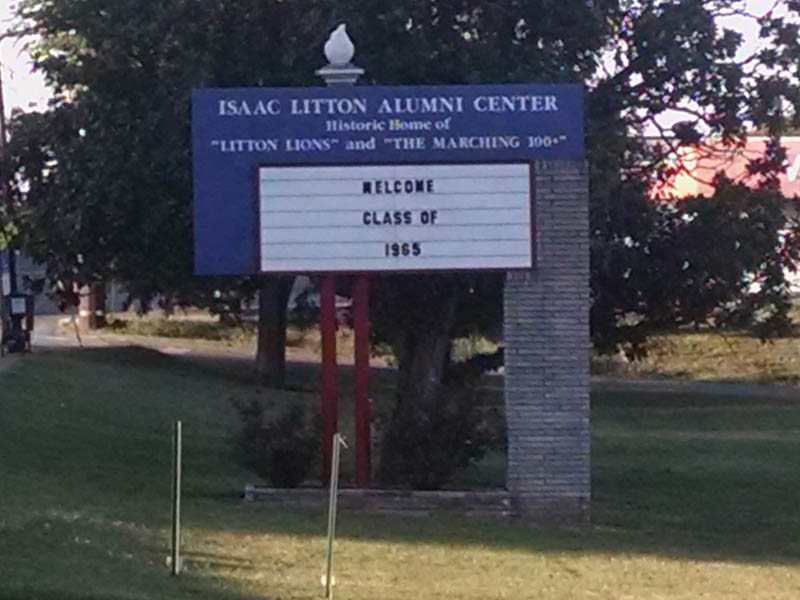 ISAAC LITTON ALUMNI CENTER
Historic Home of
"LITTON LIONS" and "THE MARCHING 100+"
WELCOME
CLASS OF
1965